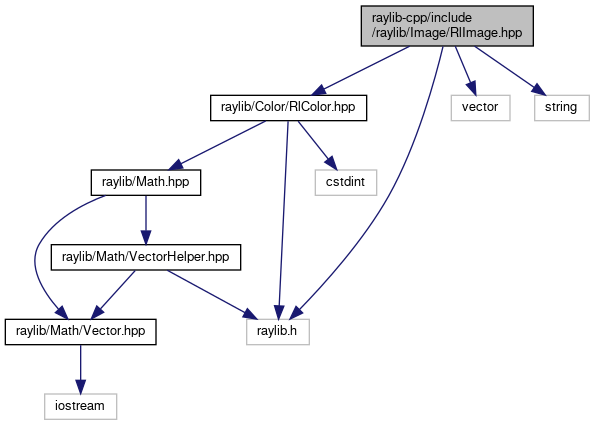 raylib-cpp/include
/raylib/Image/RlImage.hpp
raylib/Color/RlColor.hpp
vector
string
raylib/Math.hpp
cstdint
raylib/Math/VectorHelper.hpp
raylib/Math/Vector.hpp
raylib.h
iostream